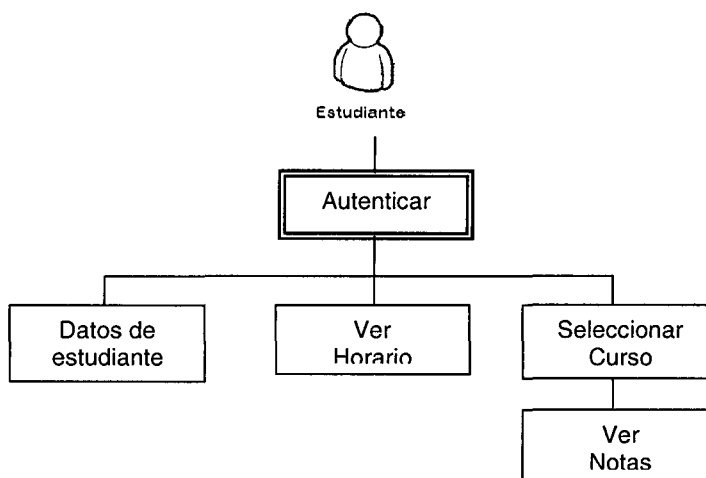 Estudiante
Autenticar
Datos de
estudiante
Ver
Horario
Seleccionar
Curso
Ver
Notas